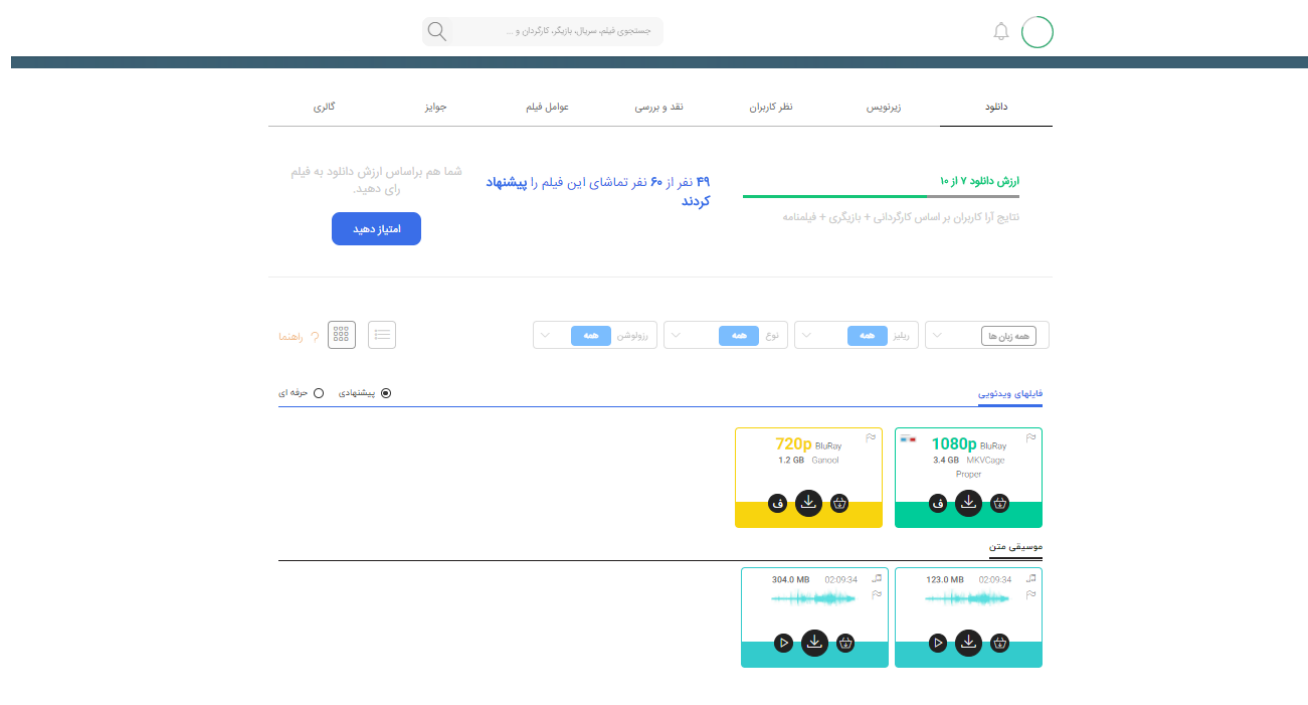 جستجوی فیلم، سریال، بازیگر، کارگردان و ...
دانلود
زیرنویس
نظر کاربران
نقد و بررسی
عوامل فیلم
جوایز
گالری
ارزش دانلود ۷ از ۱۰
نتایج آرا کاربران بر اساس کارگردانی + بازیگری + فیلمنامه
۴۹ نفر از ۶۰ نفر تماشای این فیلم را پیشنهاد
کردند
شما هم براساس ارزش دانلود به فیلم
رای دهید.
امتیاز دهید
همه زبان ها
ریلیز
همه
نوع
همه
رزولوشن
همه
? راهنما
فایلهای ویدئویی
پیشنهادی
حرفه ای
1080p BluRay
3.4 GB MKVCage
Proper
ف
720p BluRay
1.2 GB Ganool
ف
موسیقی متن
123.0 MB 02:09:34
304.0 MB 02:09:34